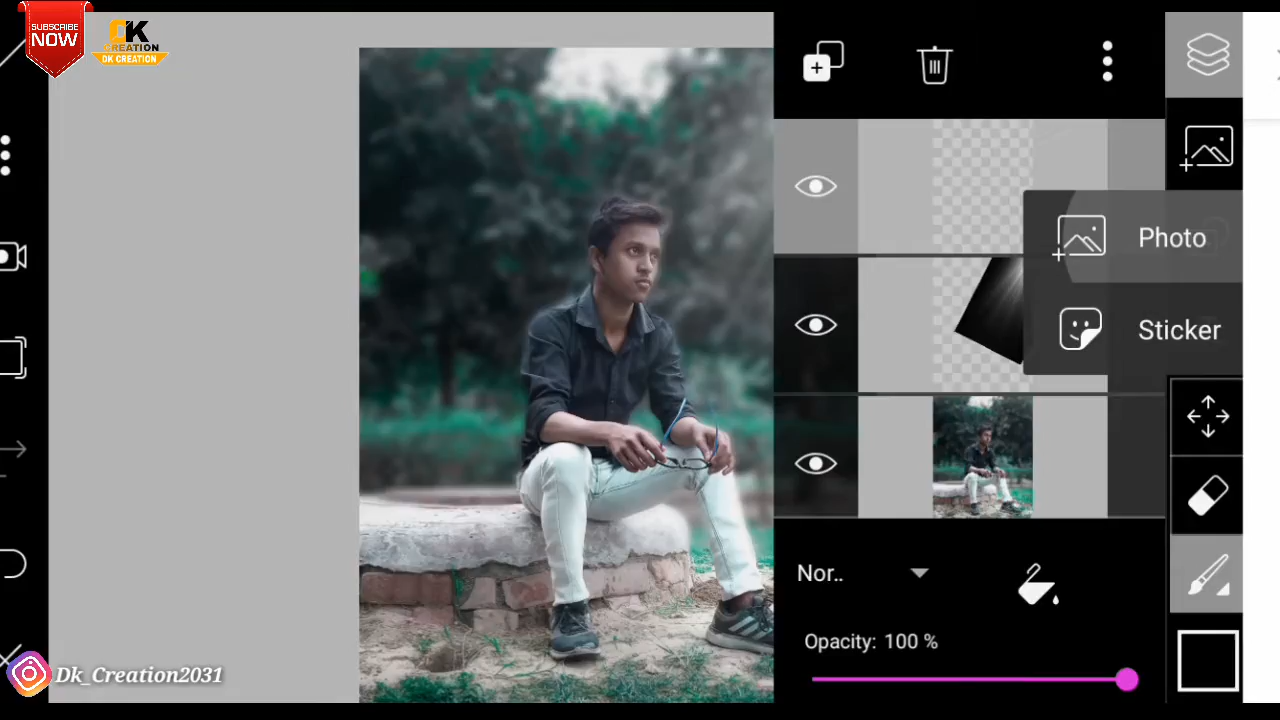 SUBSCRIBE
NOW
DK
CREATION
DK CREATION
Photo
Sticker
Nor..
Opacity: 100 %
Dk_Creation2031